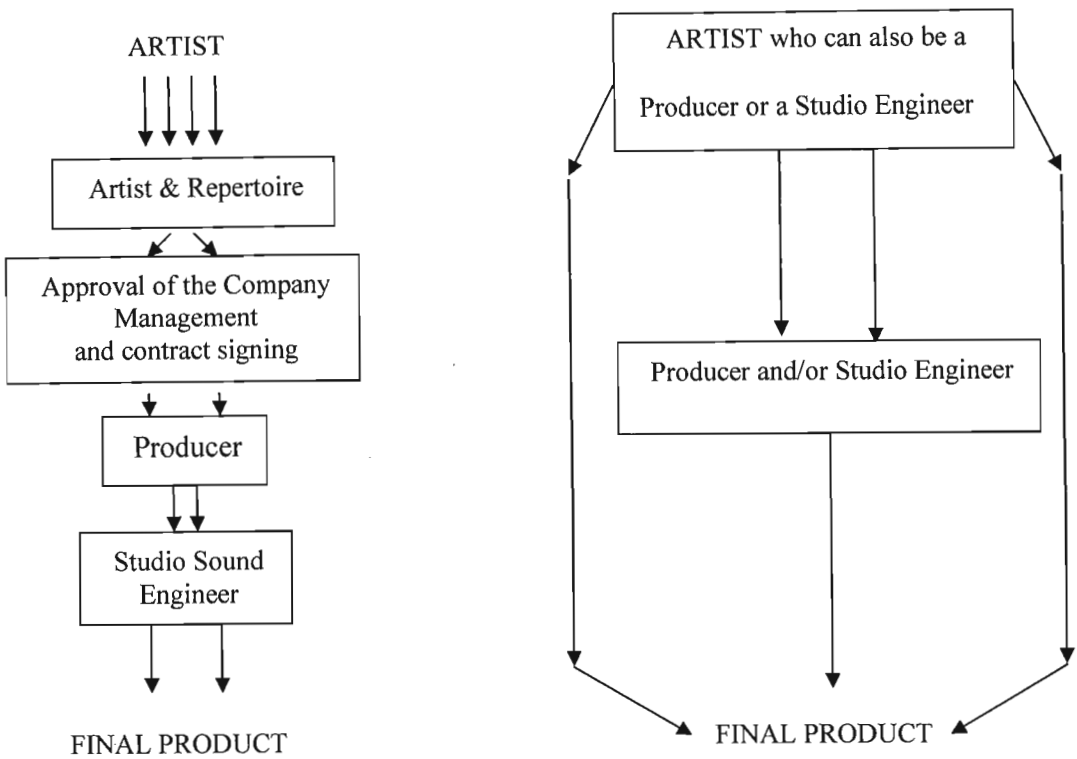 ARTIST
Artist & Repertoire
Approval of the Company
Management
and contract signing
Producer
Studio Sound
Engineer
FINAL PRODUCT
ARTIST who can also be a
Producer or a Studio Engineer
Producer and/or Studio Engineer
FINAL PRODUCT